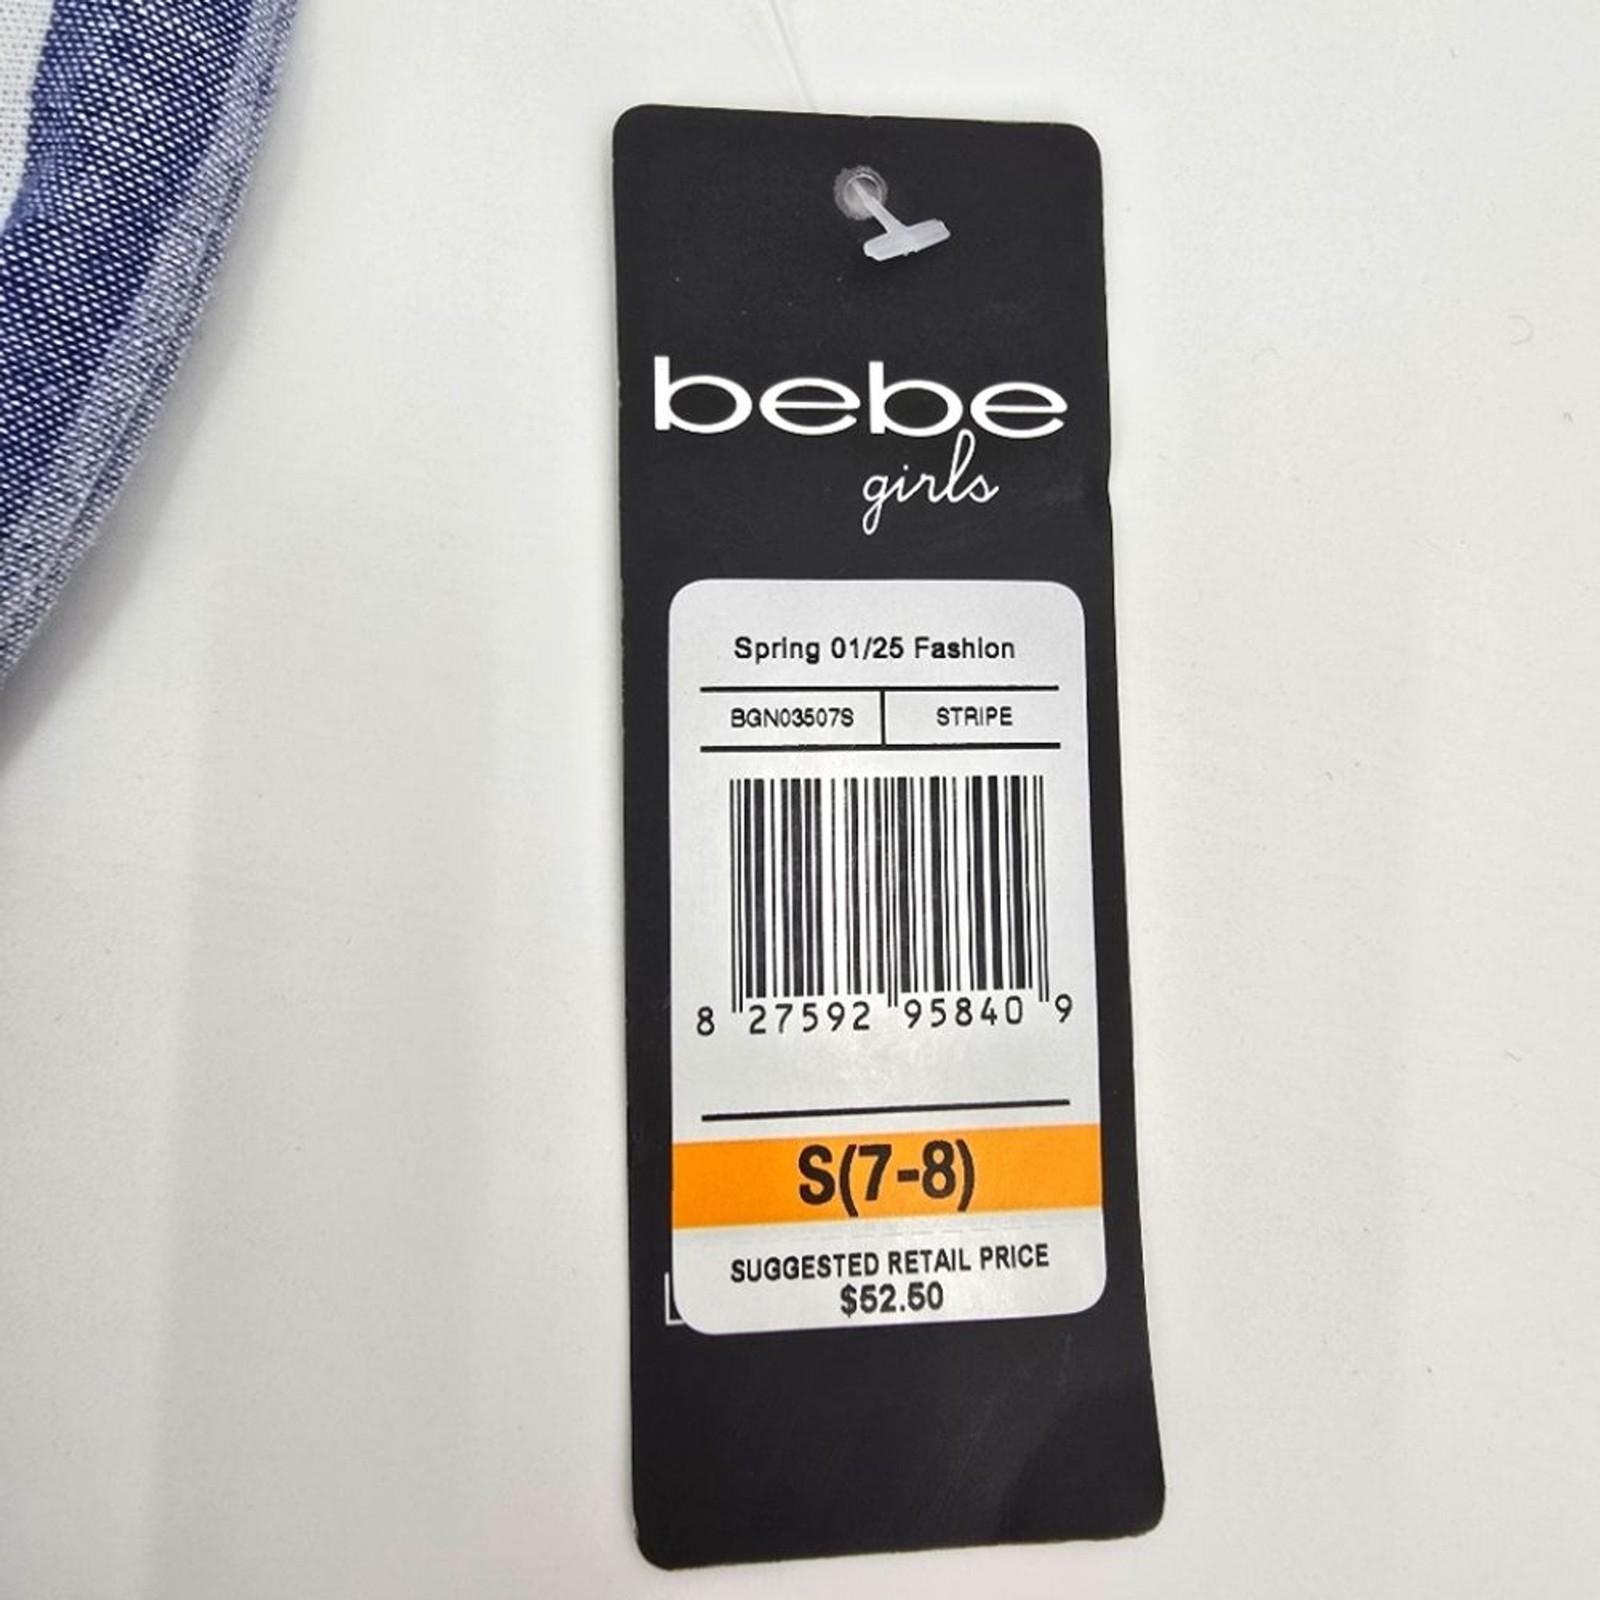 bebe
girls
Spring 01/25 Fashion
BGN03507S STRIPE
8 27592 95840 9
S(7-8)
SUGGESTED RETAIL PRICE
$52.50